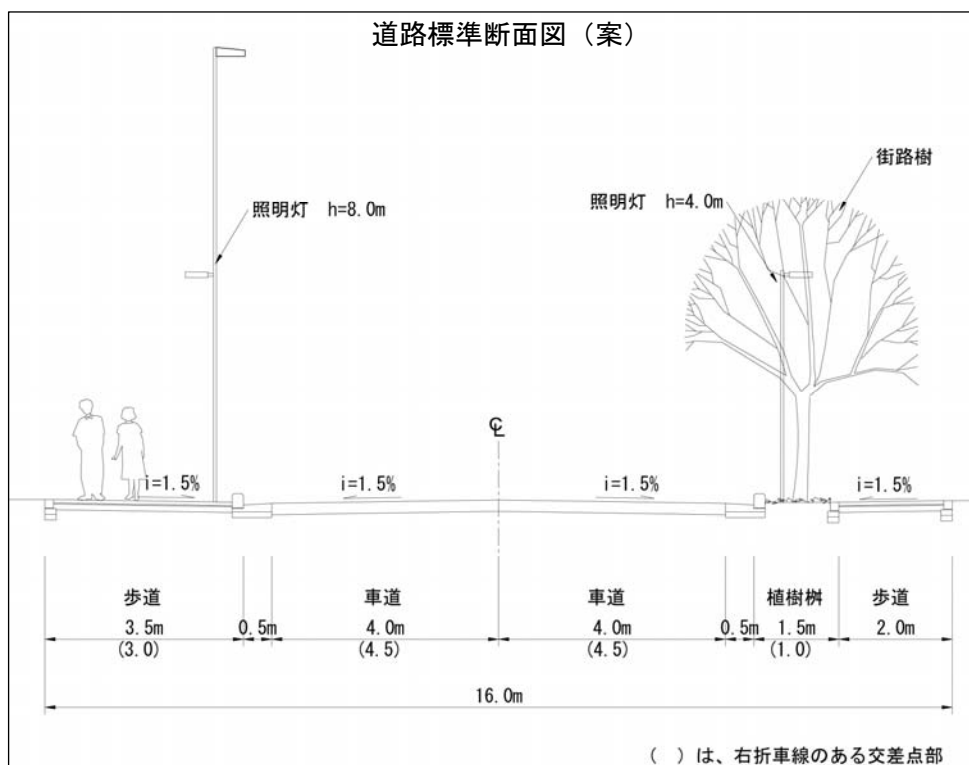 道路標準断面図（案）
街路樹
照明灯　h=8.0m
照明灯　h=4.0m
℄
i=1.5%
i=1.5%
i=1.5%
i=1.5%
歩道
車道
車道
植樹桝
歩道
3.5m
0.5m
4.0m
4.0m
0.5m
1.5m
2.0m
(3.0)
(4.5)
(4.5)
(1.0)
16.0m
（　）は、右折車線のある交差点部